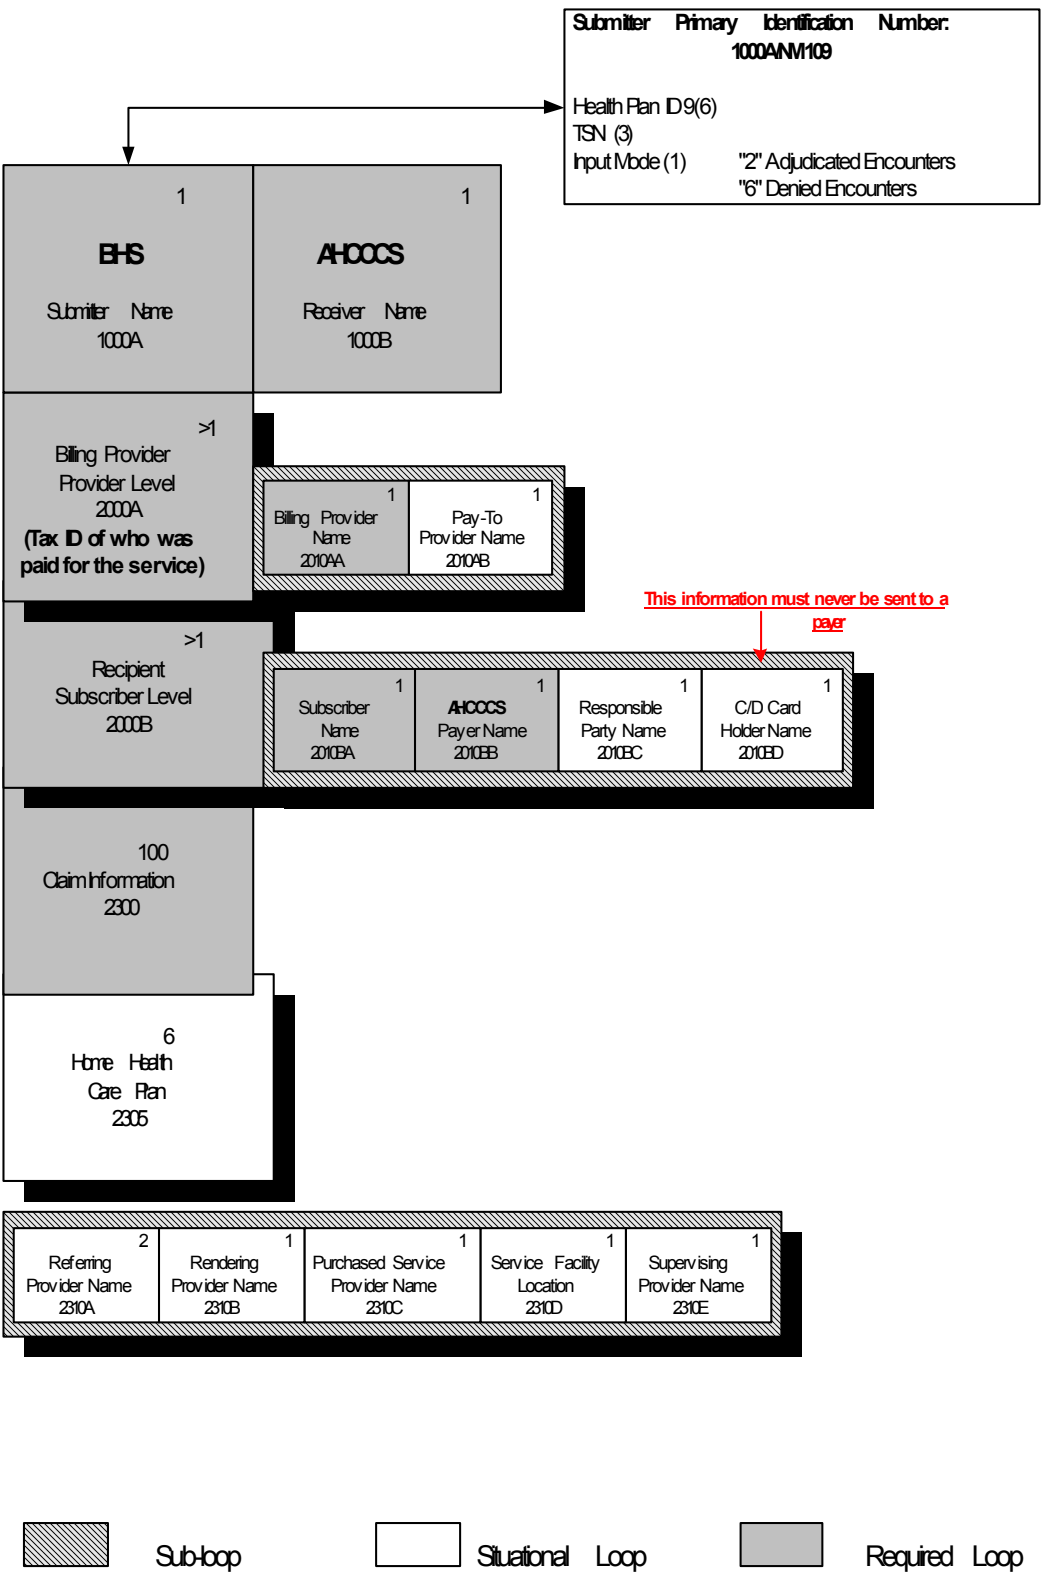 Submitter Primary Identification Number:
1000A/NM109
Health Plan ID 9(6)
TSN (3)
Input Mode (1) "2" Adjudicated Encounters
"6" Denied Encounters
1
BHS
Submitter Name
1000A
1
AHCCCS
Receiver Name
1000B
>1
Billing Provider
Provider Level
2000A
(Tax ID of who was
paid for the service)
1
Billing Provider
Name
2010AA
1
Pay-To
Provider Name
2010AB
This information must never be sent to a
payer
>1
Recipient
Subscriber Level
2000B
1
Subscriber
Name
2010BA
1
AHCCCS
Payer Name
2010BB
1
Responsible
Party Name
2010BC
1
C/D Card
Holder Name
2010BD
100
Claim Information
2300
6
Home Health
Care Plan
2305
2
Referring
Provider Name
2310A
1
Rendering
Provider Name
2310B
1
Purchased Service
Provider Name
2310C
1
Service Facility
Location
2310D
1
Supervising
Provider Name
2310E
Sub-loop
Situational Loop
Required Loop